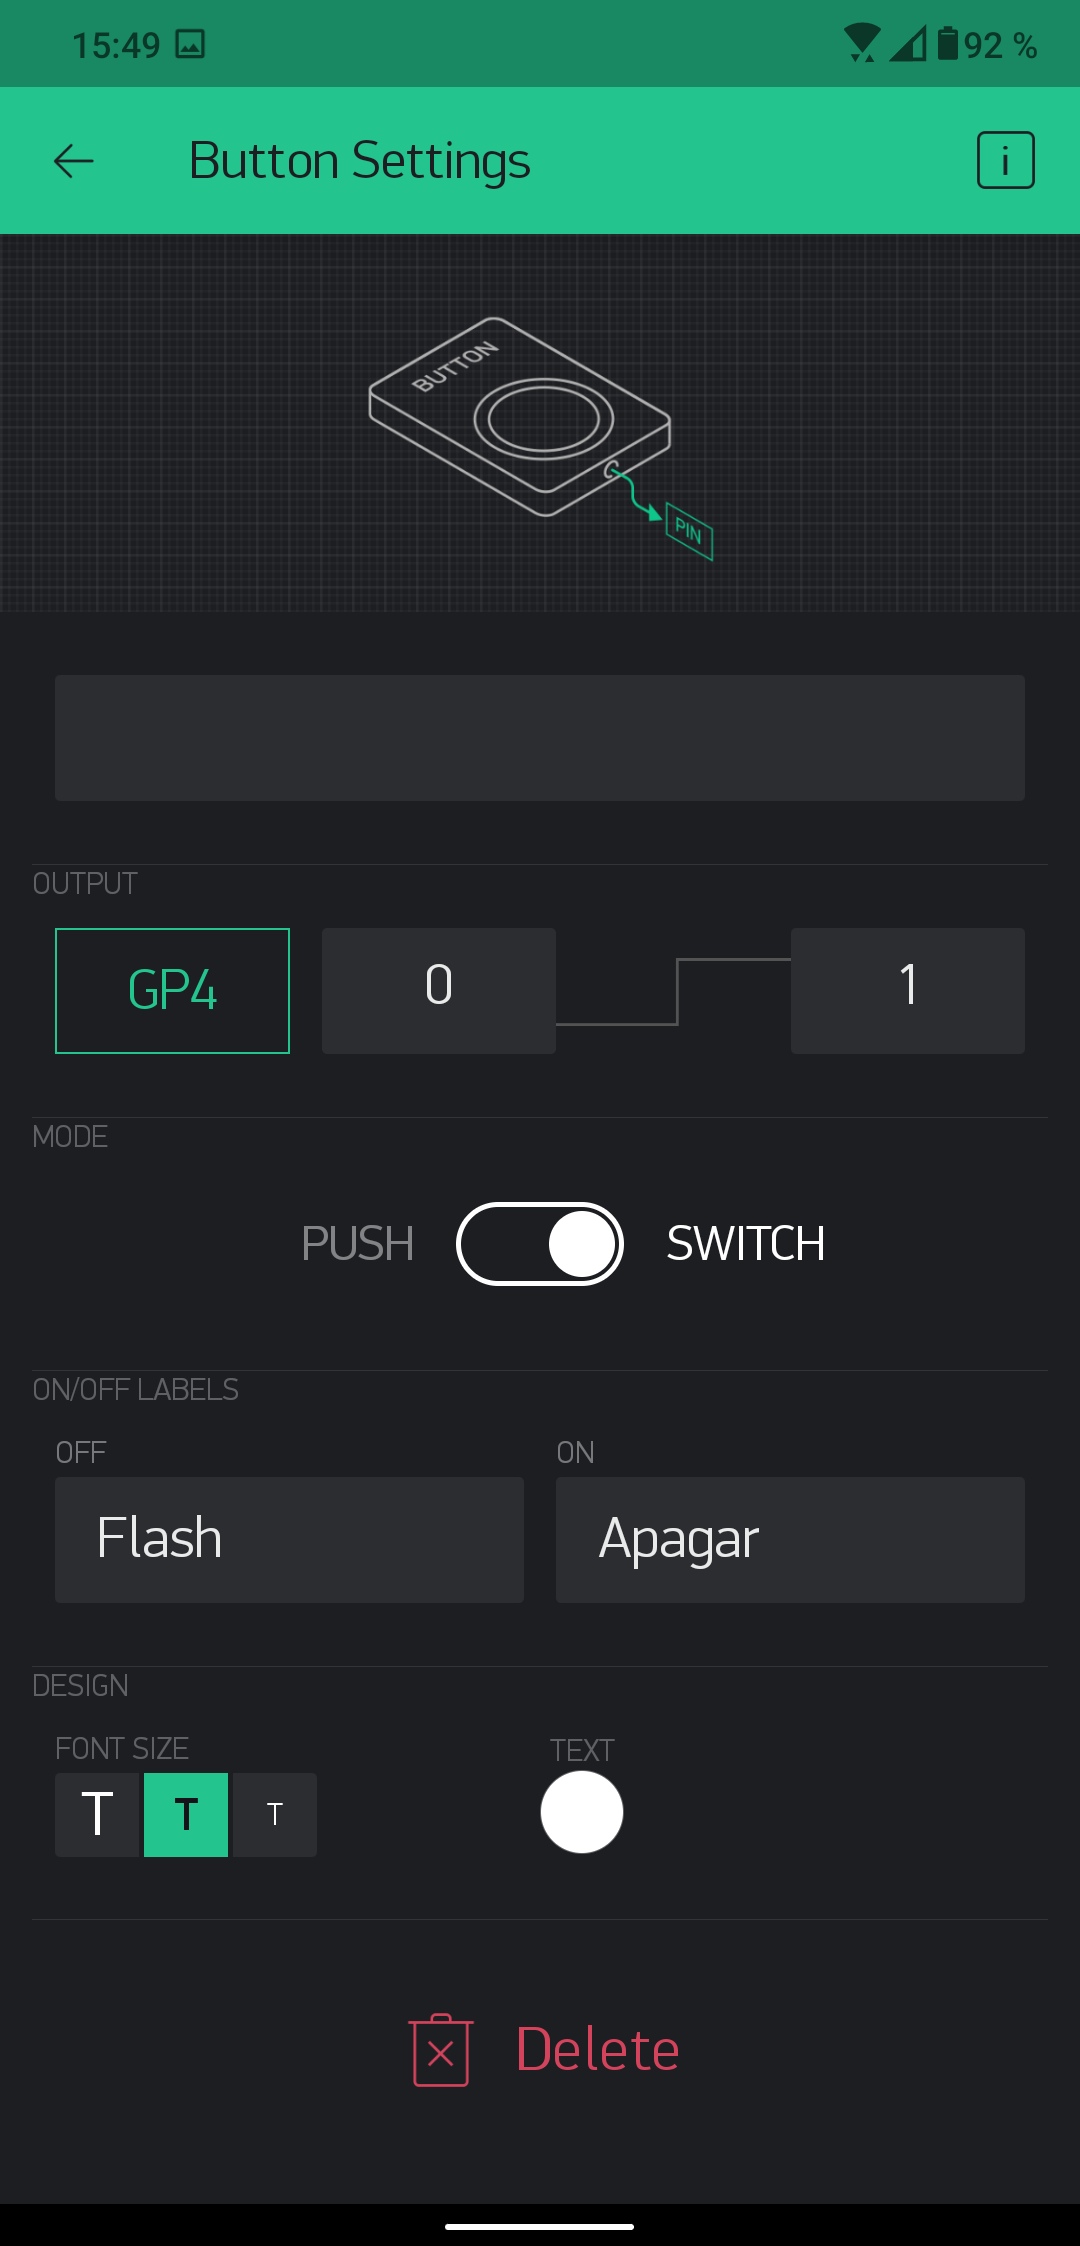 15:49 92 %
Button Settings i
BUTTON
PIN
OUTPUT
GP4 0 1
MODE
PUSH SWITCH
ON/OFF LABELS
OFF ON
Flash Apagar
DESIGN
FONT SIZE TEXT
T T T
Delete